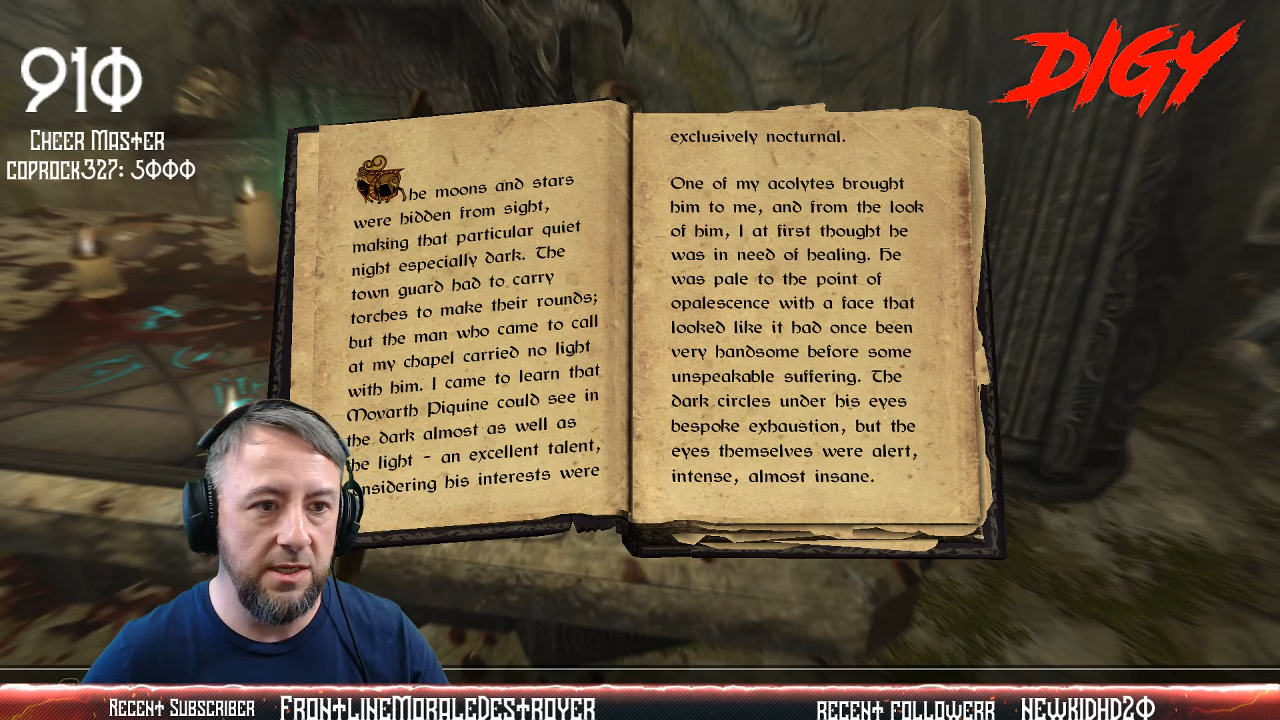 910
Cheer Master
coprock327: 5000
DIGY
The moons and stars
were hidden from sight,
making that particular quiet
night especially dark. The
town guard had to carry
torches to make their rounds;
but the man who came to call
at my chapel carried no light
with him. I came to learn that
Movarth Piquine could see in
the dark almost as well as
the light - an excellent talent,
nsidering his interests were
exclusively nocturnal.
One of my acolytes brought
him to me, and from the look
of him, I at first thought he
was in need of healing. He
was pale to the point of
opalescence with a face that
looked like it had once been
very handsome before some
unspeakable suffering. The
dark circles under his eyes
bespoke exhaustion, but the
eyes themselves were alert,
intense, almost insane.
Recent Subscriber FrontlineMoraleDestroyer Recent Follower newkidhd20